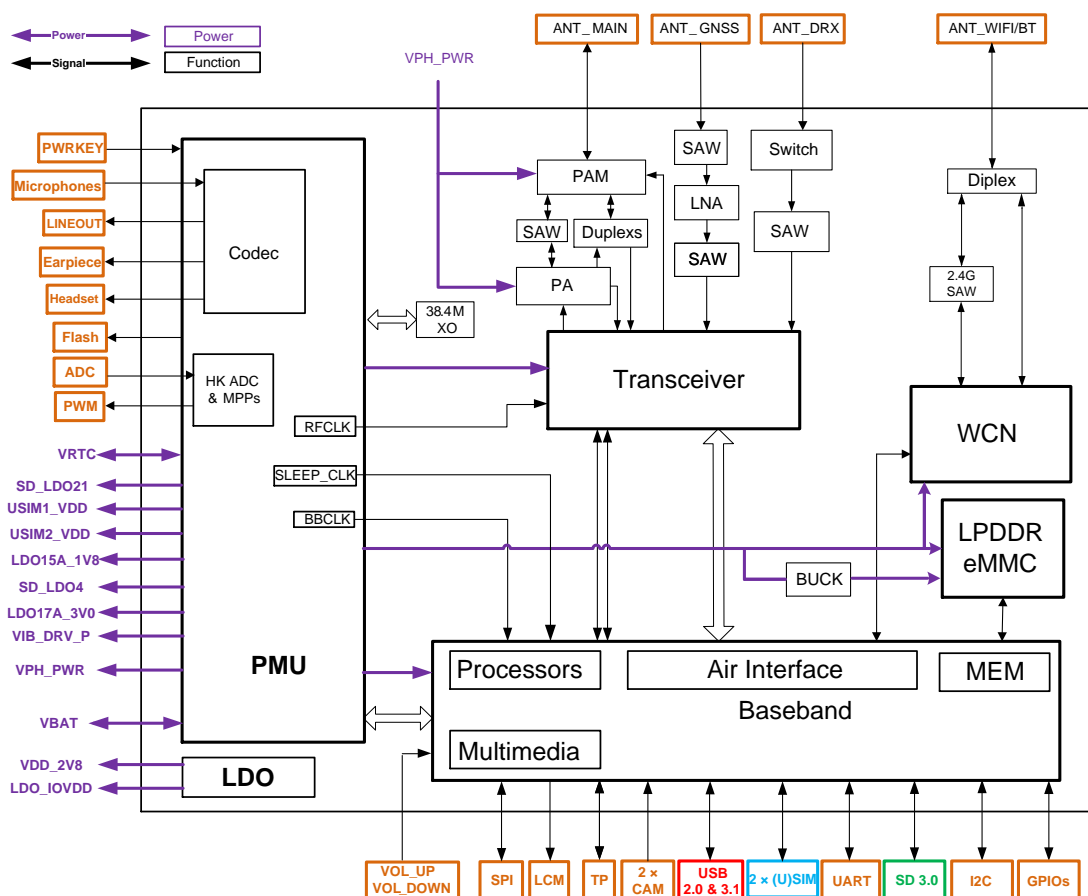 Power
Power
Signal
Function
ANT_ MAIN
ANT_ GNSS
ANT_DRX
ANT_WIFI/BT
VPH_PWR
PWRKEY
Microphones
LINEOUT
Earpiece
Headset
Flash
ADC
PWM
VRTC
SD_LDO21
USIM1_VDD
USIM2_VDD
LDO15A_1V8
SD_LDO4
LDO17A_3V0
VIB_DRV_P
VPH_PWR
VBAT
VDD_2V8
LDO_IOVDD
Codec
HK ADC
& MPPs
RFCLK
SLEEP_CLK
BBCLK
PMU
LDO
38.4M
XO
PAM
SAW
Duplexs
PA
SAW
LNA
SAW
Switch
SAW
Diplex
2.4G
SAW
Transceiver
WCN
LPDDR
eMMC
BUCK
Processors
Air Interface
MEM
Baseband
Multimedia
VOL_UP
VOL_DOWN
SPI
LCM
TP
2 ×
CAM
USB
2.0 & 3.1
2 × (U)SIM
UART
SD 3.0
I2C
GPIOs